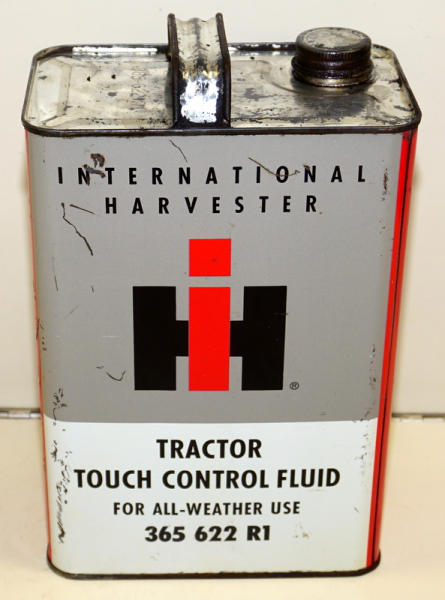 INTERNATIONAL
HARVESTER
IH®
TRACTOR
TOUCH CONTROL FLUID
FOR ALL-WEATHER USE
365 622 R1